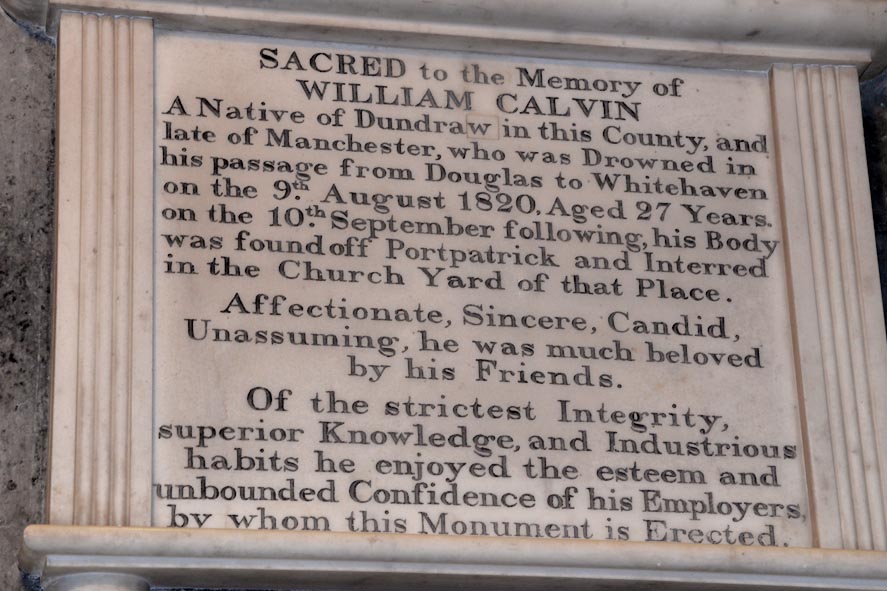 SACRED to the Memory of
WILLIAM CALVIN
A Native of Dundraw in this County, and
late of Manchester, who was Drowned in
his passage from Douglas to Whitehaven
on the 9th. August 1820, Aged 27 Years.
on the 10th. September following, his Body
was found off Portpatrick and Interred
in the Church Yard of that Place.
Affectionate, Sincere, Candid,
Unassuming, he was much beloved
by his Friends.
Of the strictest Integrity,
superior Knowledge, and Industrious
habits he enjoyed the esteem and
unbounded Confidence of his Employers,
by whom this Monument is Erected.